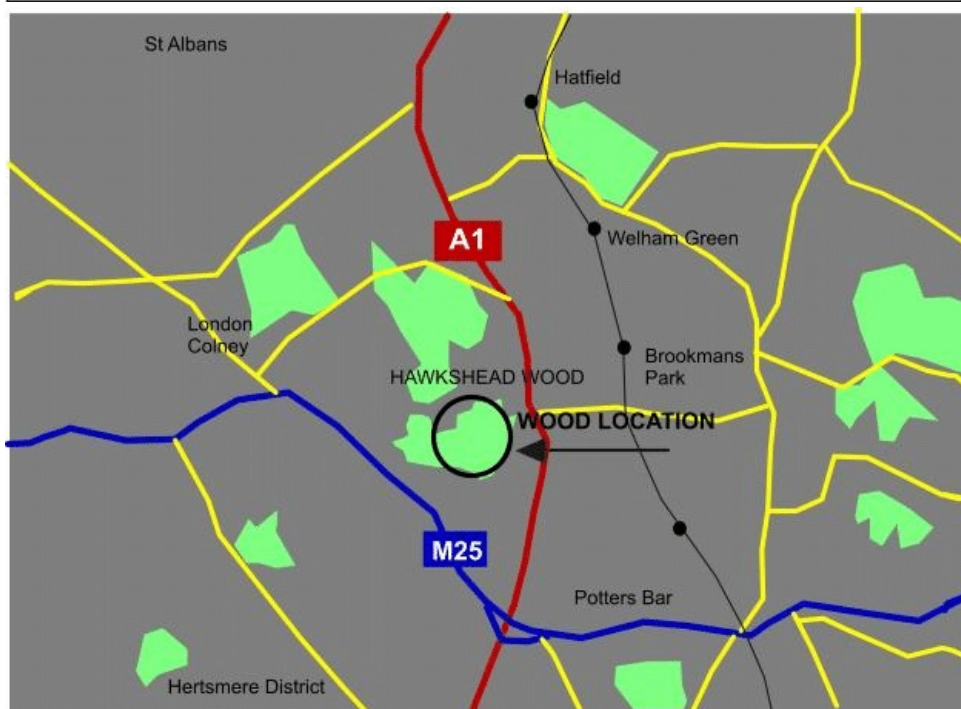 St Albans
Hatfield
A1
Welham Green
London
Colney
Brookmans
Park
HAWKSHEAD WOOD
WOOD LOCATION
M25
Potters Bar
Hertsmere District